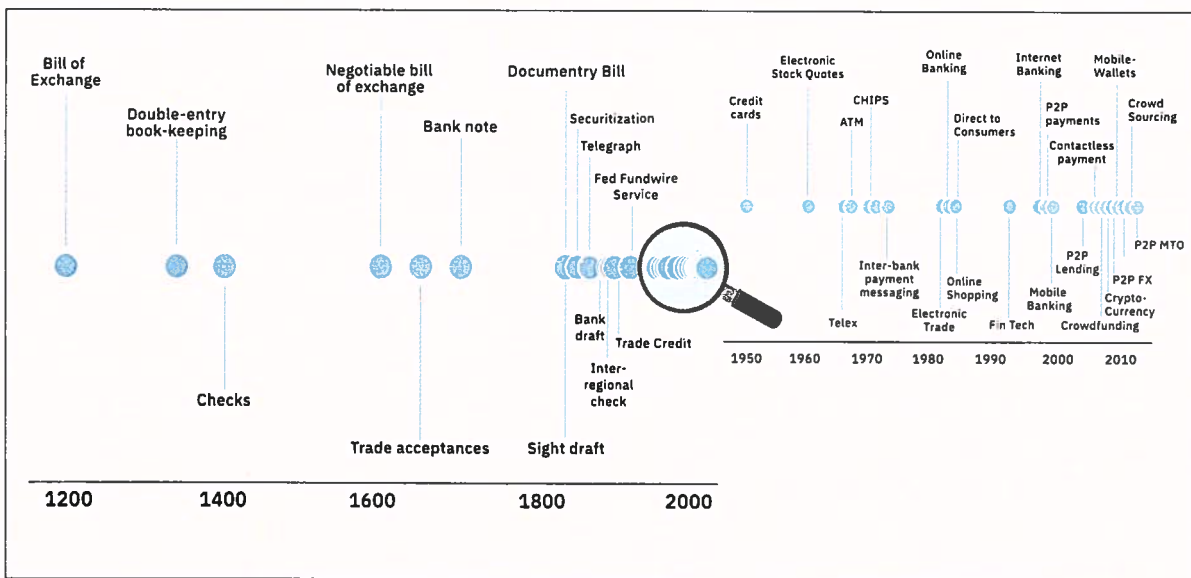 Bill of
Exchange
Double-entry
book-keeping
Checks
Negotiable bill
of exchange
Bank note
Trade acceptances
Documentry Bill
Securitization
Telegraph
Fed Fundwire
Service
Bank
draft
Trade Credit
Inter-
regional
check
Sight draft
1200
1400
1600
1800
2000
Credit
cards
Electronic
Stock Quotes
ATM
CHIPS
Online
Banking
Direct to
Consumers
Internet
Banking
P2P
payments
Contactless
payment
Mobile-
Wallets
Crowd
Sourcing
Telex
Inter-bank
payment
messaging
Electronic
Trade
Online
Shopping
Fin Tech
Mobile
Banking
P2P
Lending
Crowdfunding
Crypto-
Currency
P2P FX
P2P MTO
1950
1960
1970
1980
1990
2000
2010